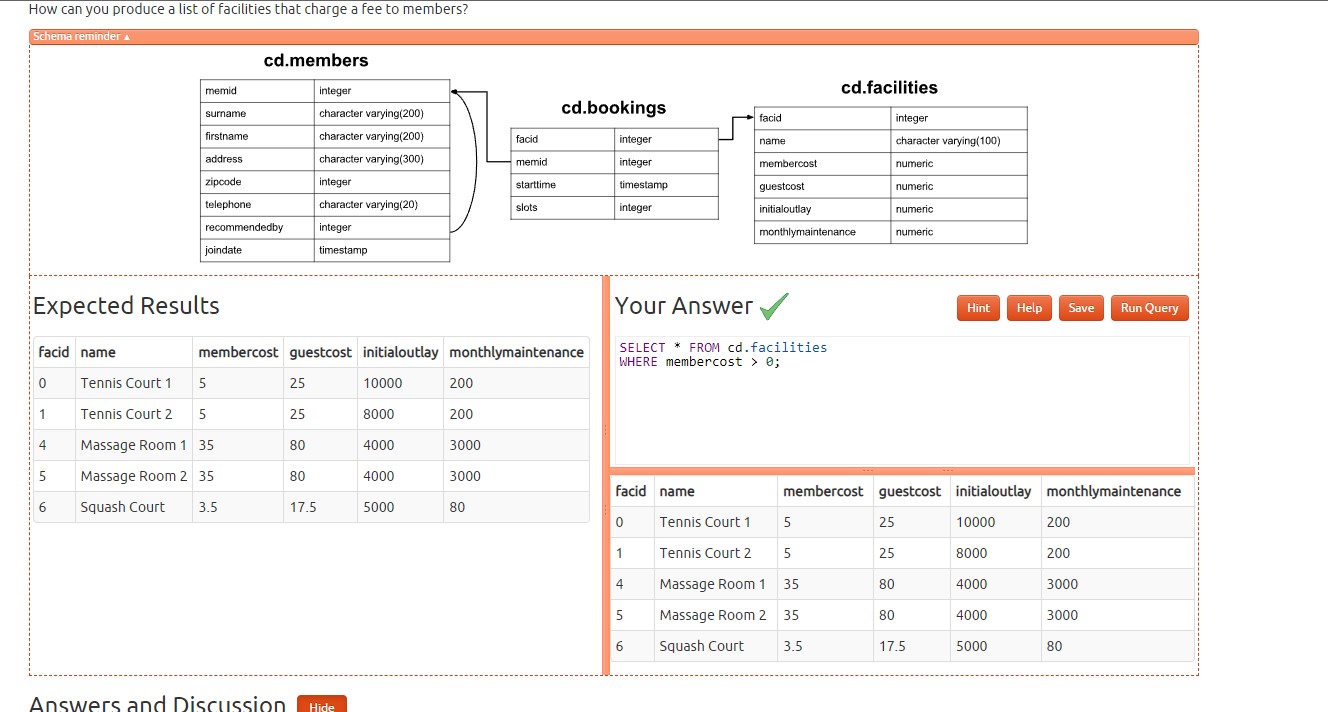 How can you produce a list of facilities that charge a fee to members?
Schema reminder ▲
cd.members
memid integer
surname character varying(200)
firstname character varying(200)
address character varying(300)
zipcode integer
telephone character varying(20)
recommendedby integer
joindate timestamp
cd.bookings
facid integer
memid integer
starttime timestamp
slots integer
cd.facilities
facid integer
name character varying(100)
membercost numeric
guestcost numeric
initialoutlay numeric
monthlymaintenance numeric
Expected Results
facid name membercost guestcost initialoutlay monthlymaintenance
0 Tennis Court 1 5 25 10000 200
1 Tennis Court 2 5 25 8000 200
4 Massage Room 1 35 80 4000 3000
5 Massage Room 2 35 80 4000 3000
6 Squash Court 3.5 17.5 5000 80
Your Answer
Hint Help Save Run Query
SELECT * FROM cd.facilities
WHERE membercost > 0;
facid name membercost guestcost initialoutlay monthlymaintenance
0 Tennis Court 1 5 25 10000 200
1 Tennis Court 2 5 25 8000 200
4 Massage Room 1 35 80 4000 3000
5 Massage Room 2 35 80 4000 3000
6 Squash Court 3.5 17.5 5000 80
Answers and Discussion Hide